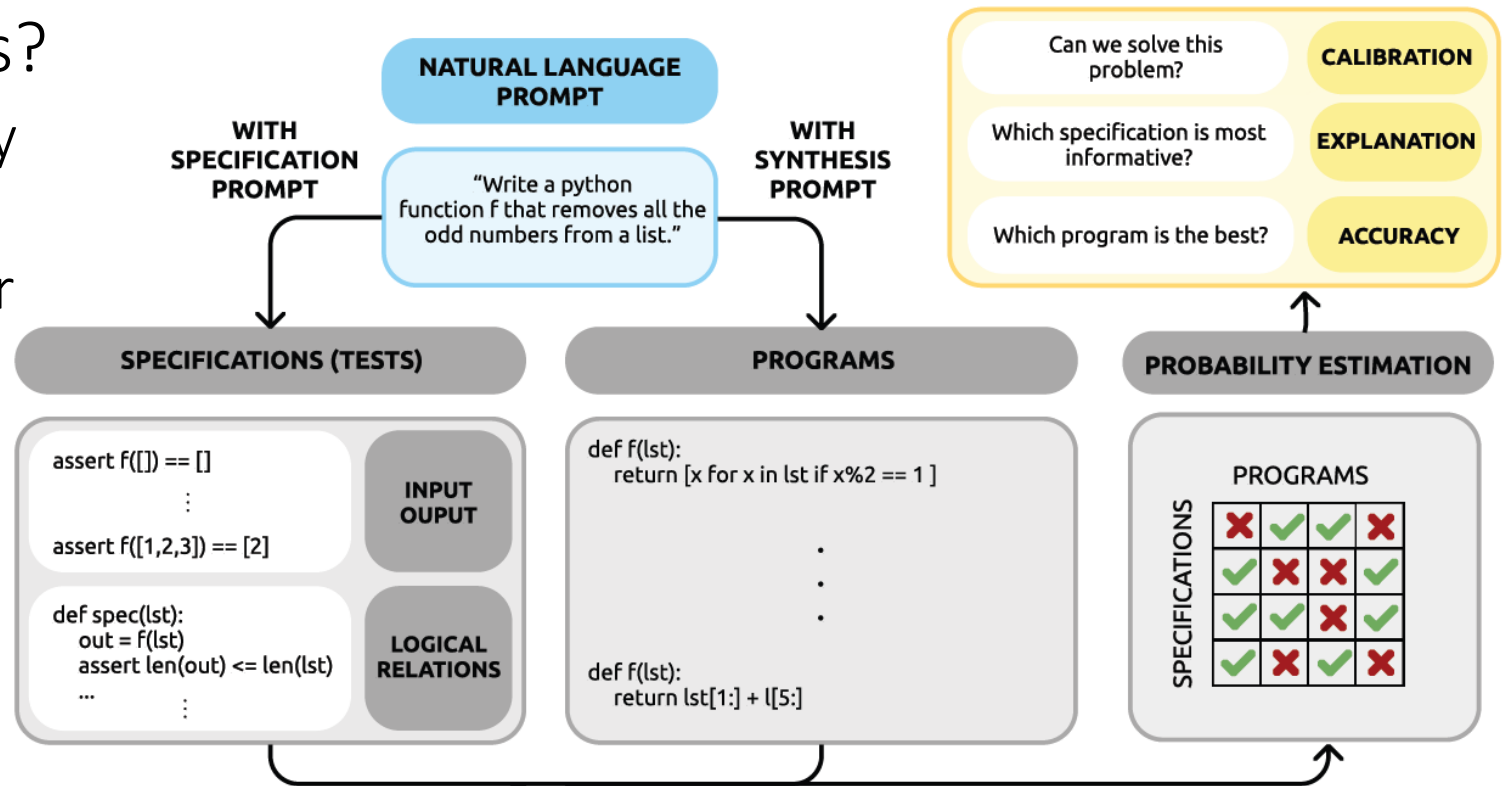 s?
y
r
NATURAL LANGUAGE
PROMPT
WITH
SPECIFICATION
PROMPT
WITH
SYNTHESIS
PROMPT
“Write a python
function f that removes all the
odd numbers from a list.”
Can we solve this
problem?
CALIBRATION
Which specification is most
informative?
EXPLANATION
Which program is the best?
ACCURACY
SPECIFICATIONS (TESTS)
PROGRAMS
PROBABILITY ESTIMATION
assert f([]) == []
⋮
assert f([1,2,3]) == [2]
INPUT
OUPUT
def spec(lst):
out = f(lst)
assert len(out) <= len(lst)
...
⋮
LOGICAL
RELATIONS
def f(lst):
return [x for x in lst if x%2 == 1 ]
.
.
.
def f(lst):
return lst[1:] + l[5:]
PROGRAMS
SPECIFICATIONS